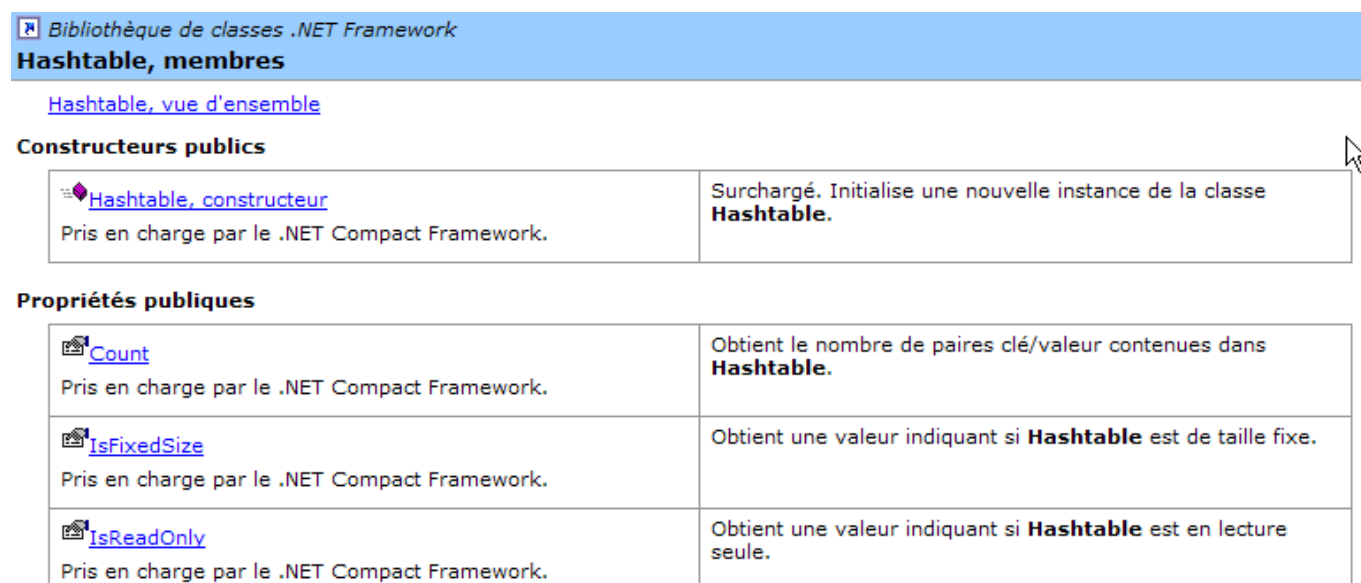 Bibliothèque de classes .NET Framework
Hashtable, membres
Hashtable, vue d'ensemble
Constructeurs publics
Hashtable, constructeur
Pris en charge par le .NET Compact Framework.
Surchargé. Initialise une nouvelle instance de la classe
Hashtable.
Propriétés publiques
Count
Pris en charge par le .NET Compact Framework.
Obtient le nombre de paires clé/valeur contenues dans
Hashtable.
IsFixedSize
Pris en charge par le .NET Compact Framework.
Obtient une valeur indiquant si Hashtable est de taille fixe.
IsReadOnly
Pris en charge par le .NET Compact Framework.
Obtient une valeur indiquant si Hashtable est en lecture
seule.